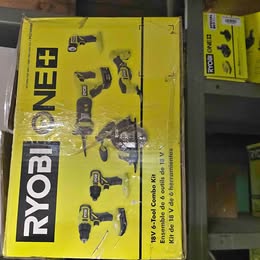 RYOBI ONE+
18V 6-Tool Combo Kit
Ensemble de 6 outils de 18 V
Kit de 18 V de 6 herramientas
RYOBI